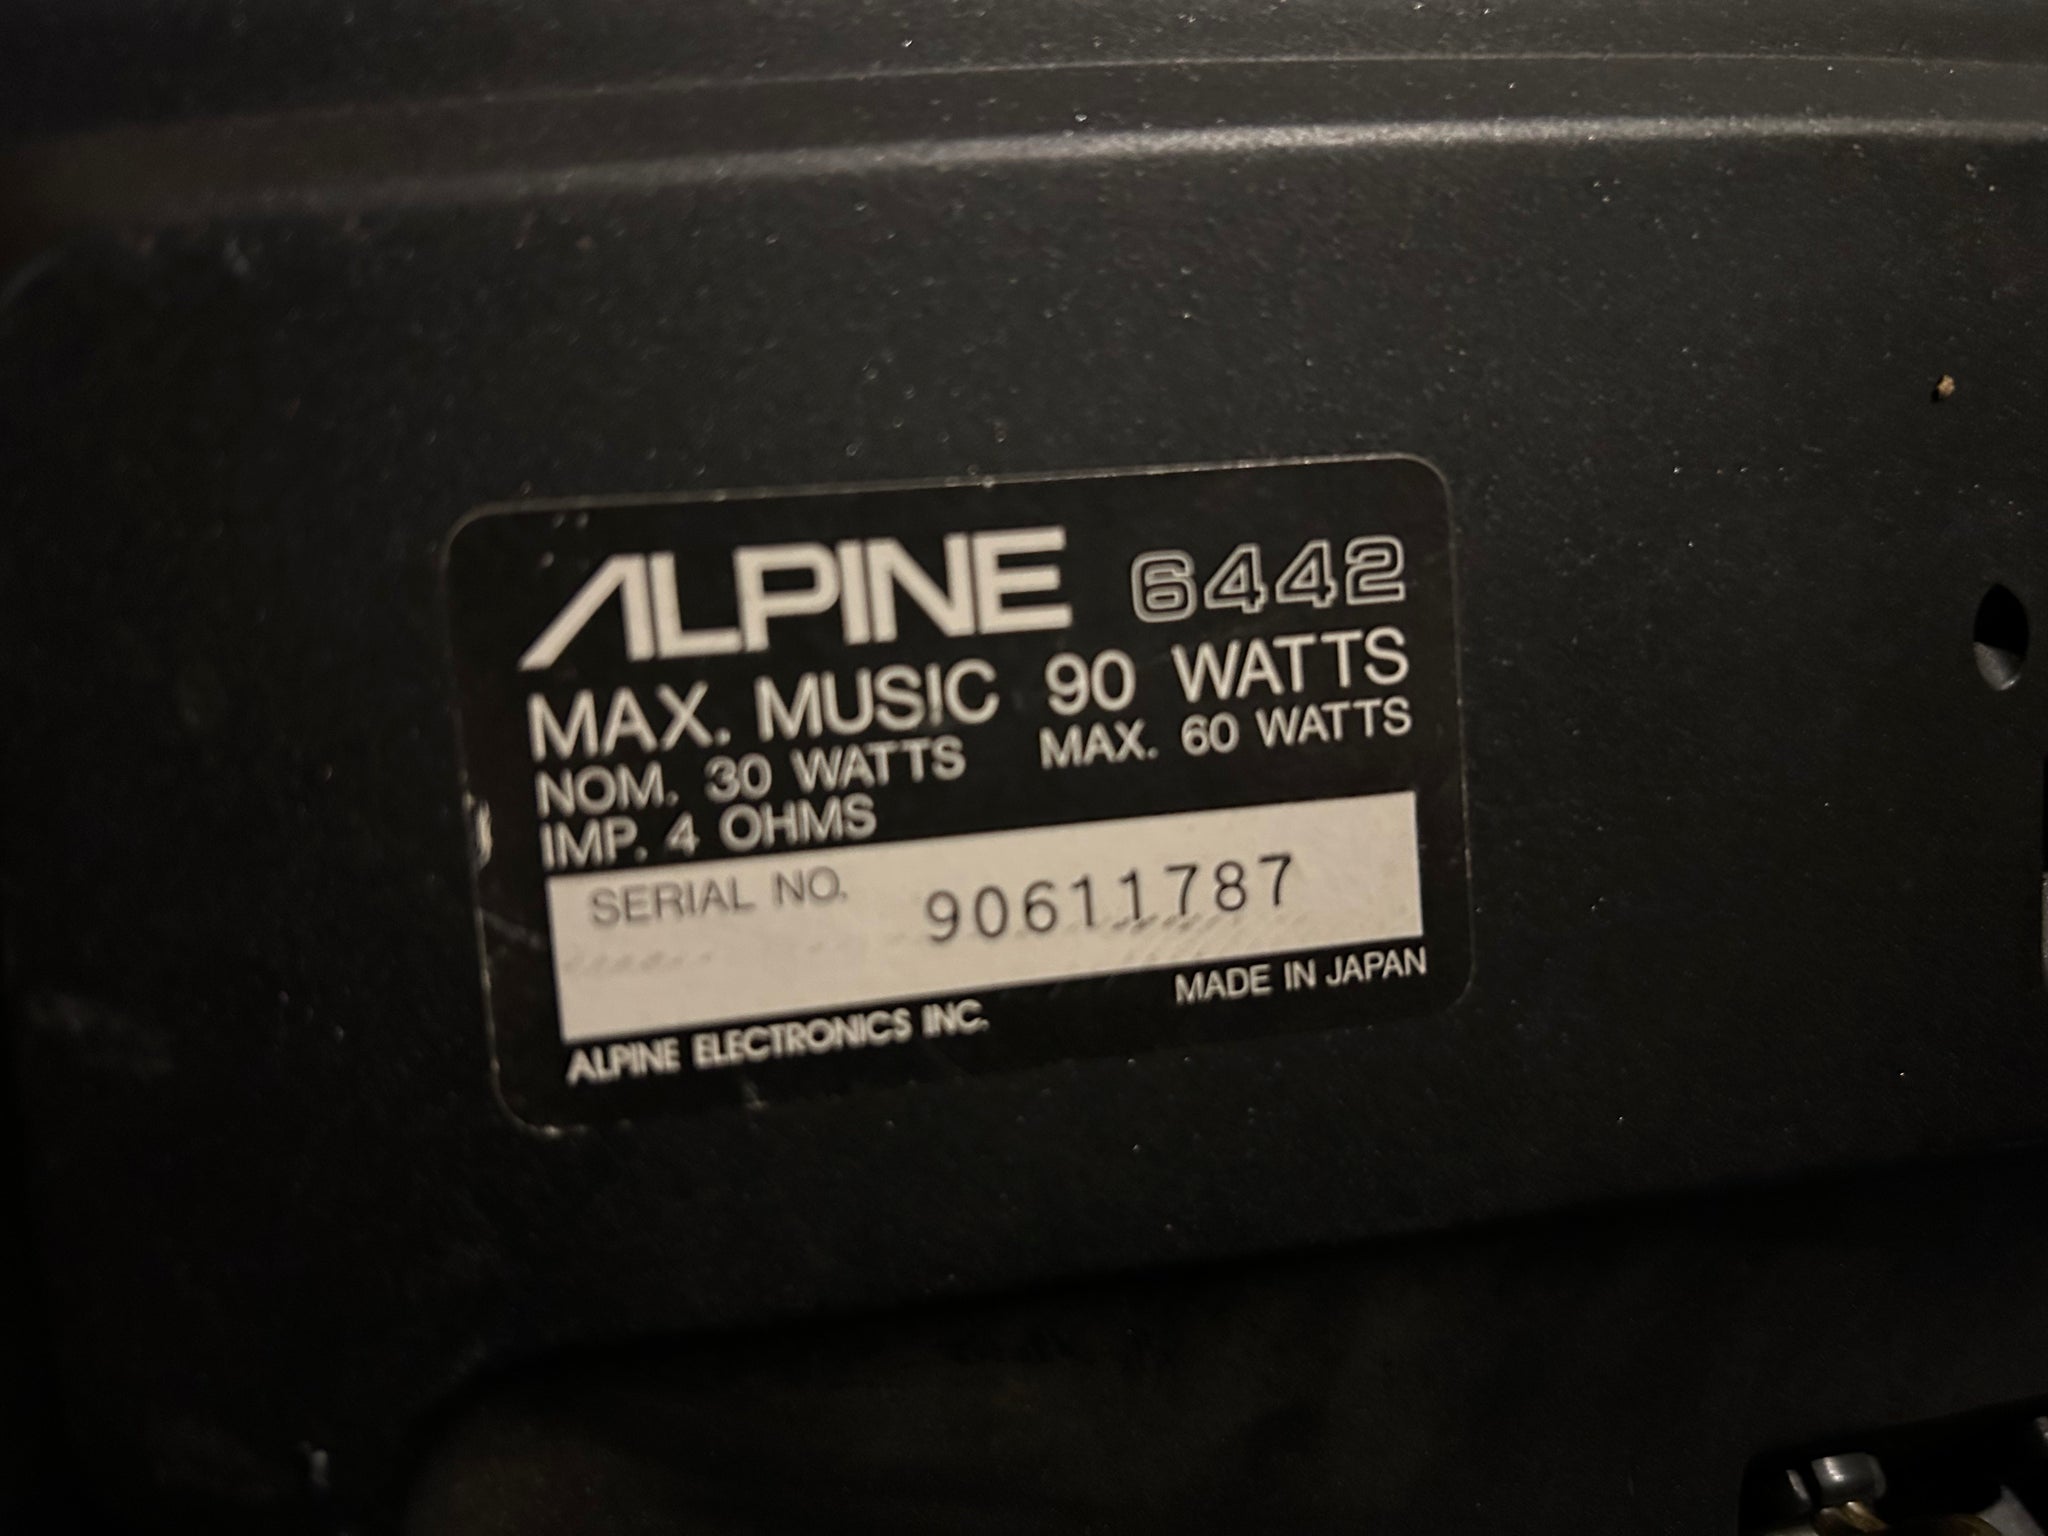 ALPINE 6442
MAX. MUSIC 90 WATTS
NOM. 30 WATTS MAX. 60 WATTS
IMP. 4 OHMS
SERIAL NO. 90611787
ALPINE ELECTRONICS INC. MADE IN JAPAN